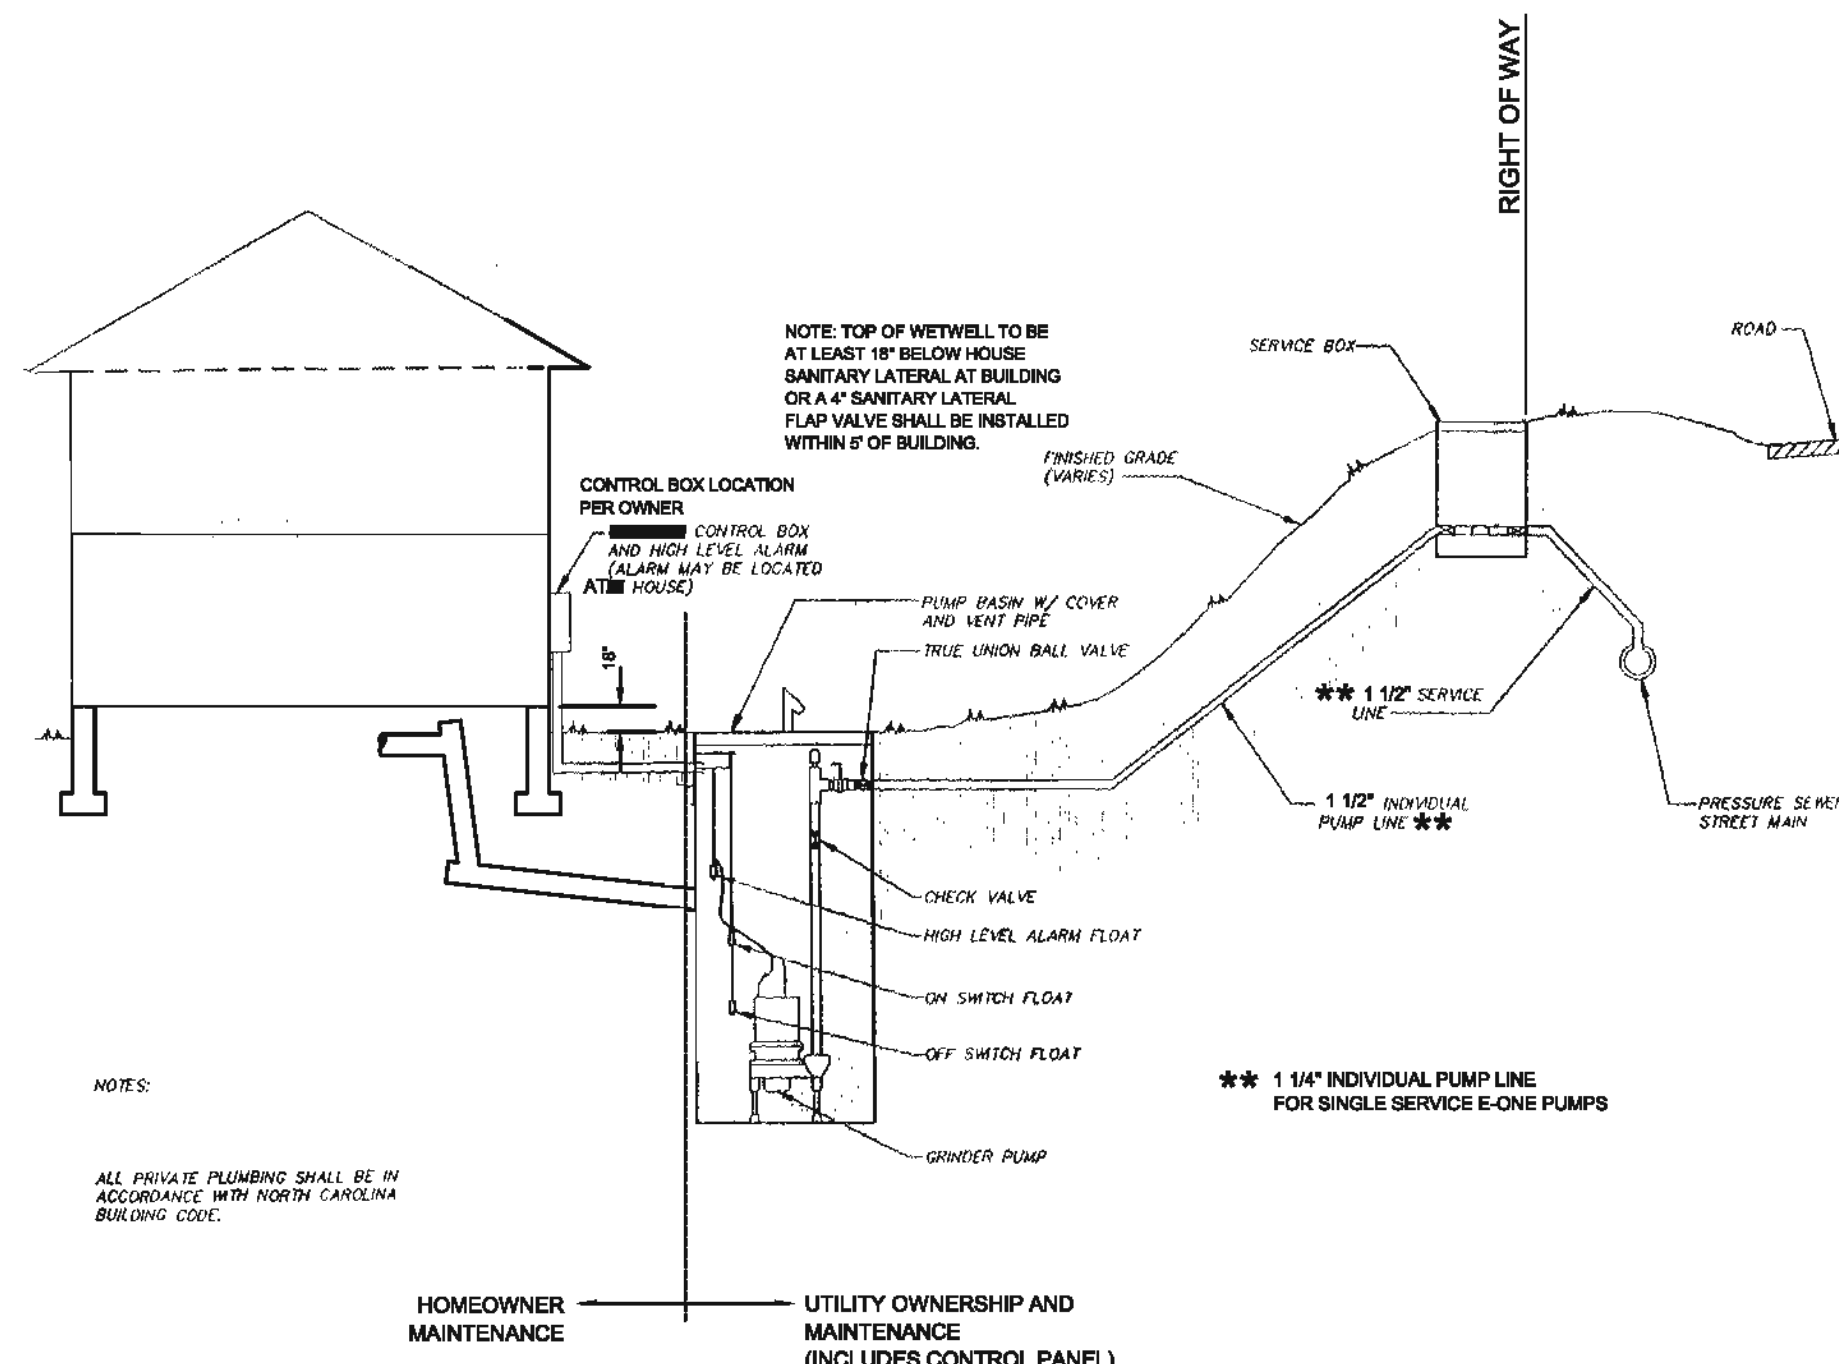 RIGHT OF WAY
NOTE: TOP OF WETWELL TO BE
AT LEAST 18" BELOW HOUSE
SANITARY LATERAL AT BUILDING
OR A 4" SANITARY LATERAL
FLAP VALVE SHALL BE INSTALLED
WITHIN 5' OF BUILDING.
SERVICE BOX
ROAD
FINISHED GRADE
(VARIES)
CONTROL BOX LOCATION
PER OWNER
CONTROL BOX
AND HIGH LEVEL ALARM
(ALARM MAY BE LOCATED
AT HOUSE)
18"
PUMP BASIN W/ COVER
AND VENT PIPE
TRUE UNION BALL VALVE
** 1 1/2" SERVICE
LINE
1 1/2" INDIVIDUAL
PUMP LINE **
PRESSURE SEWER
STREET MAIN
CHECK VALVE
HIGH LEVEL ALARM FLOAT
ON SWITCH FLOAT
OFF SWITCH FLOAT
GRINDER PUMP
** 1 1/4" INDIVIDUAL PUMP LINE
FOR SINGLE SERVICE E-ONE PUMPS
NOTES:
ALL PRIVATE PLUMBING SHALL BE IN
ACCORDANCE WITH NORTH CAROLINA
BUILDING CODE.
HOMEOWNER
MAINTENANCE
UTILITY OWNERSHIP AND
MAINTENANCE
(INCLUDES CONTROL PANEL)